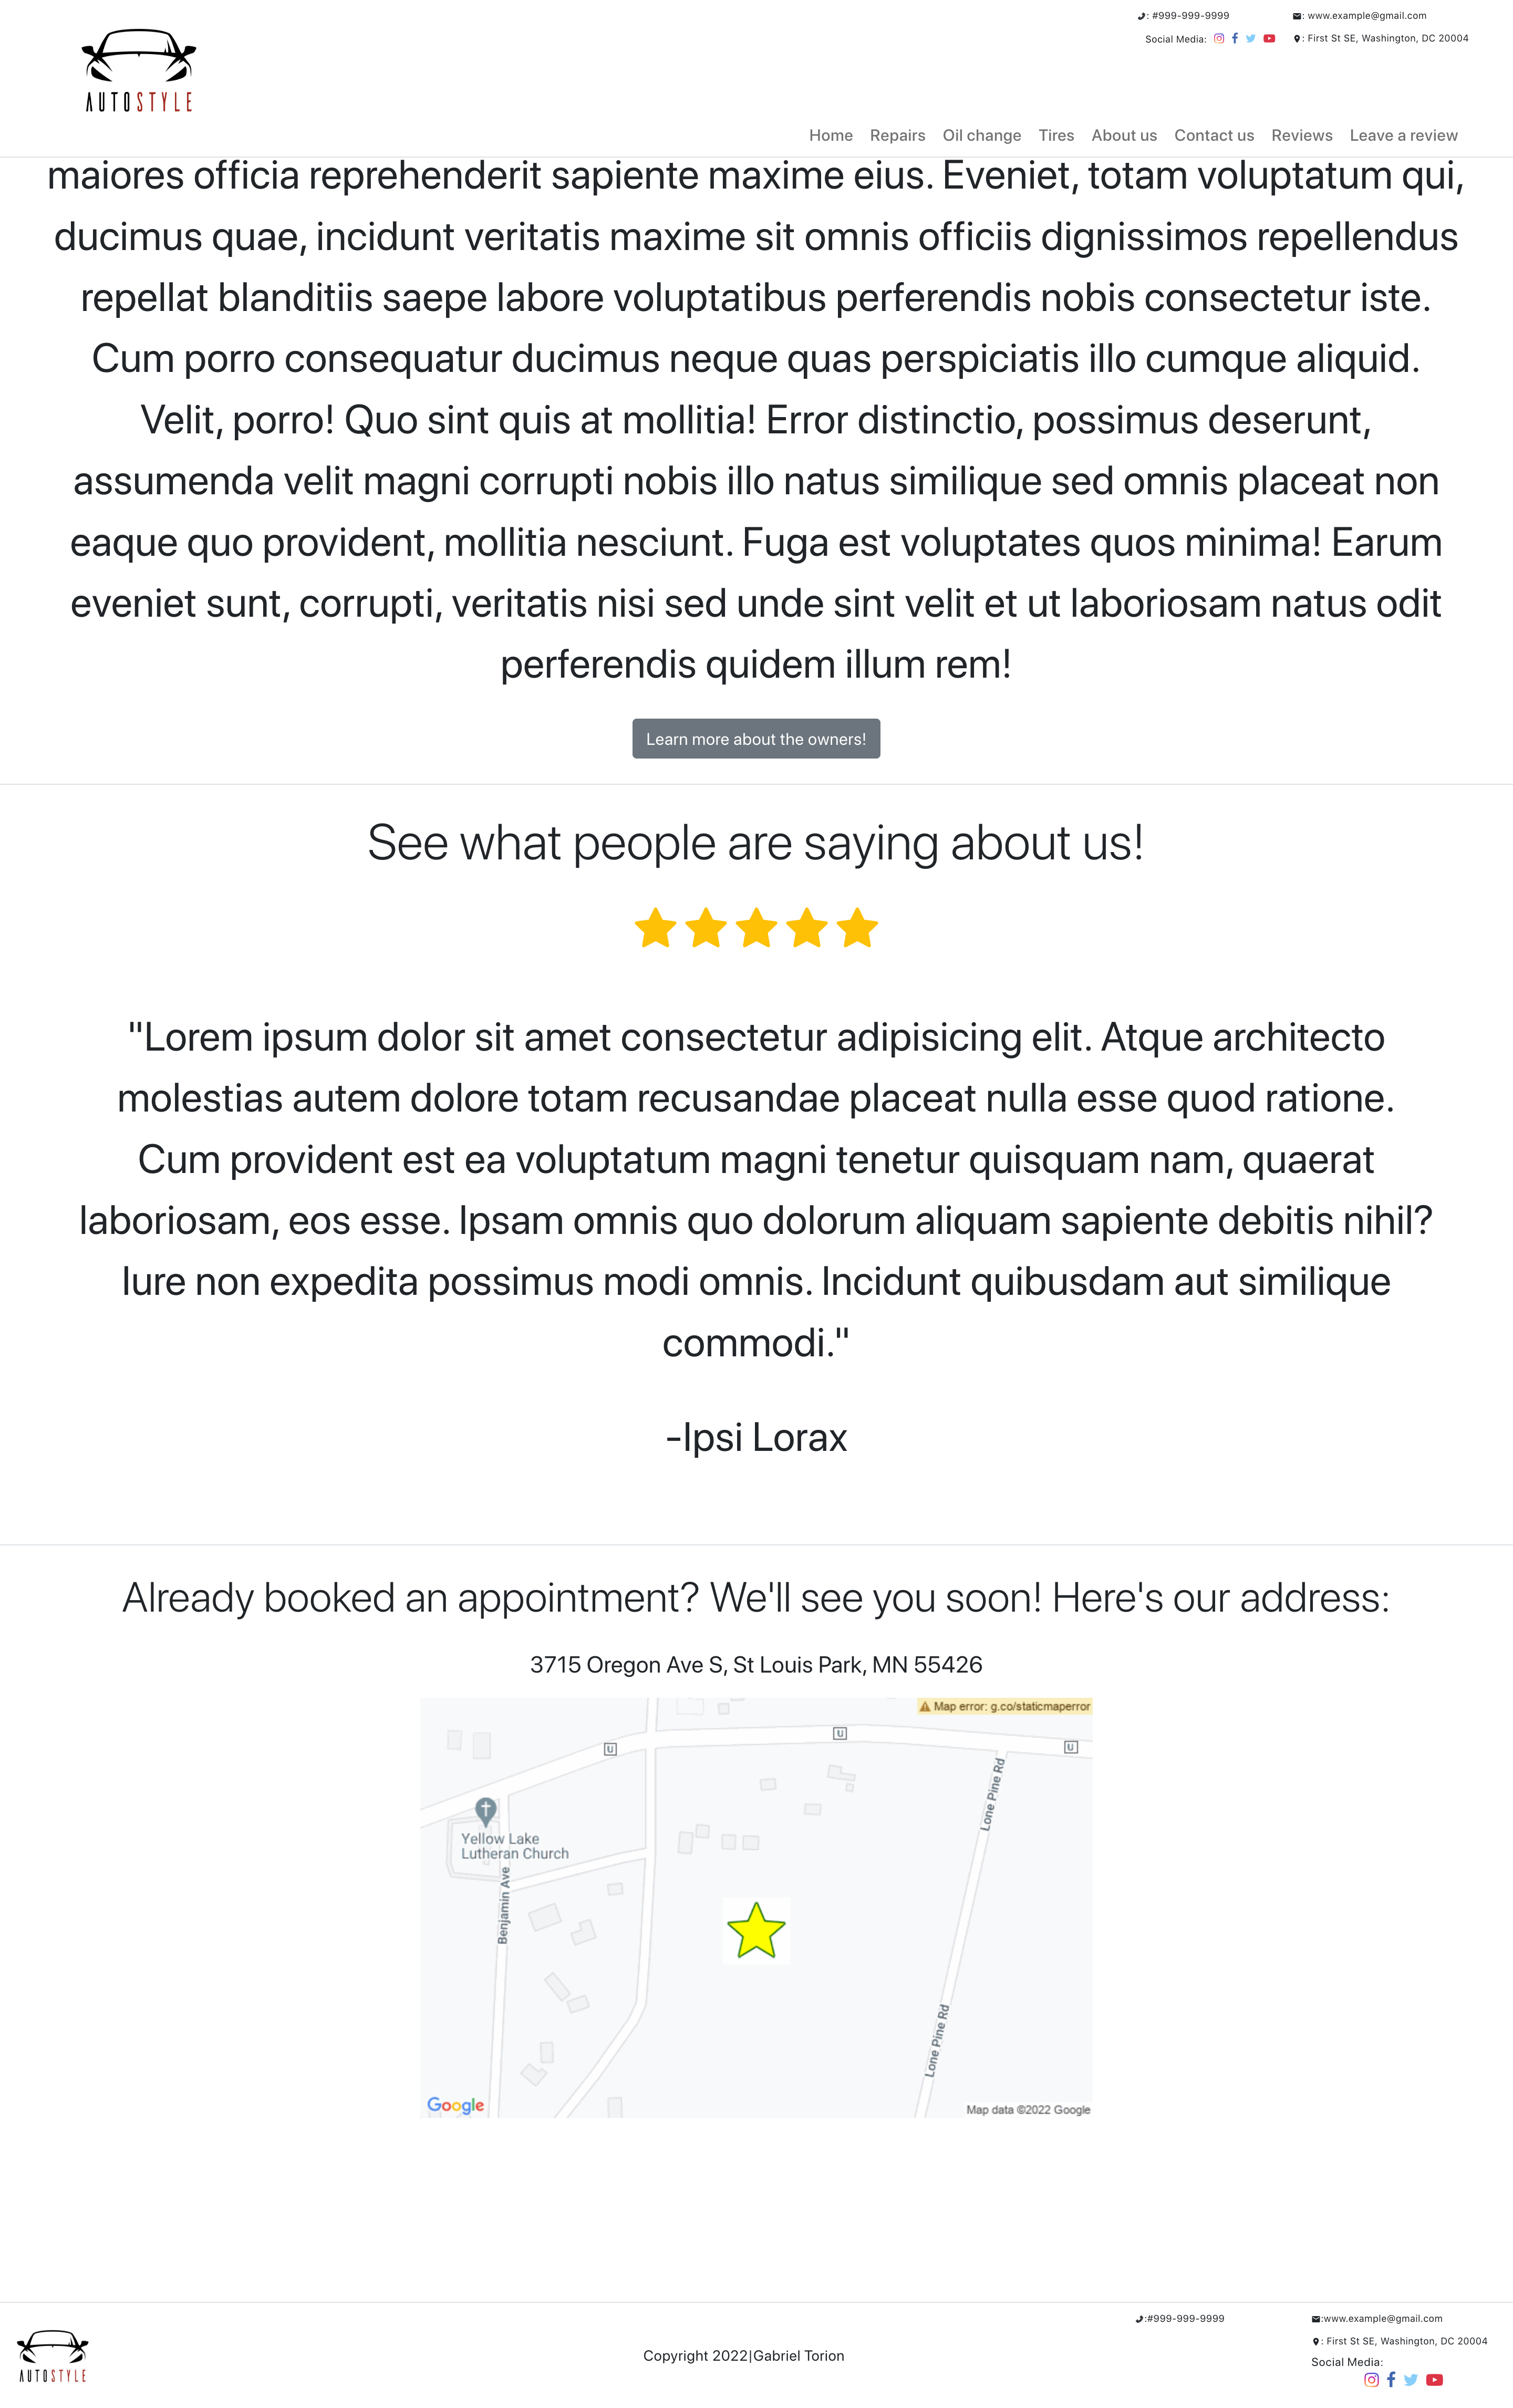 : #999-999-9999
: www.example@gmail.com
Social Media:
: First St SE, Washington, DC 20004
AUTOSTYLE
Home Repairs Oil change Tires About us Contact us Reviews Leave a review
maiores officia reprehenderit sapiente maxime eius. Eveniet, totam voluptatum qui,
ducimus quae, incidunt veritatis maxime sit omnis officiis dignissimos repellendus
repellat blanditiis saepe labore voluptatibus perferendis nobis consectetur iste.
Cum porro consequatur ducimus neque quas perspiciatis illo cumque aliquid.
Velit, porro! Quo sint quis at mollitia! Error distinctio, possimus deserunt,
assumenda velit magni corrupti nobis illo natus similique sed omnis placeat non
eaque quo provident, mollitia nesciunt. Fuga est voluptates quos minima! Earum
eveniet sunt, corrupti, veritatis nisi sed unde sint velit et ut laboriosam natus odit
perferendis quidem illum rem!
Learn more about the owners!
See what people are saying about us!
"Lorem ipsum dolor sit amet consectetur adipisicing elit. Atque architecto
molestias autem dolore totam recusandae placeat nulla esse quod ratione.
Cum provident est ea voluptatum magni tenetur quisquam nam, quaerat
laboriosam, eos esse. Ipsam omnis quo dolorum aliquam sapiente debitis nihil?
Iure non expedita possimus modi omnis. Incidunt quibusdam aut similique
commodi."
-Ipsi Lorax
Already booked an appointment? We'll see you soon! Here's our address:
3715 Oregon Ave S, St Louis Park, MN 55426
Map error: g.co/staticmaperror
U
U
U
Lone Pine Rd
Yellow Lake
Lutheran Church
Benjamin Ave
Lone Pine Rd
Google
Map data ©2022 Google
:#999-999-9999
:www.example@gmail.com
: First St SE, Washington, DC 20004
Copyright 2022|Gabriel Torion
Social Media:
AUTOSTYLE